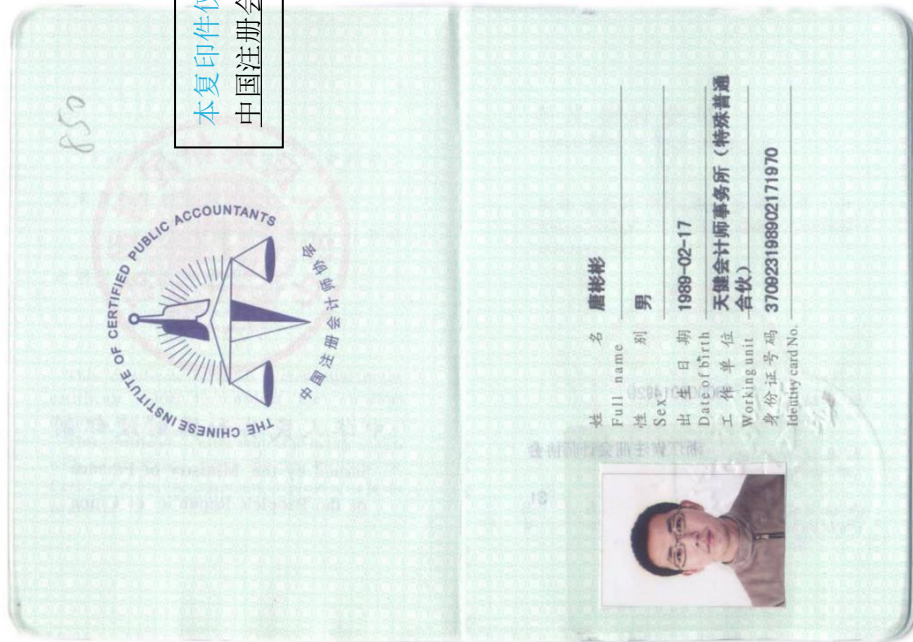 850
本复印件仅
中国注册会
THE CHINESE INSTITUTE OF CERTIFIED PUBLIC ACCOUNTANTS
中国注册会计师协会
姓名 唐彬彬
Full name
性别 男
Sex
出生日期 1989-02-17
Date of birth
工作单位 天健会计师事务所（特殊普通
Working unit 合伙）
身份证号码 370923198902171970
Identity card No.